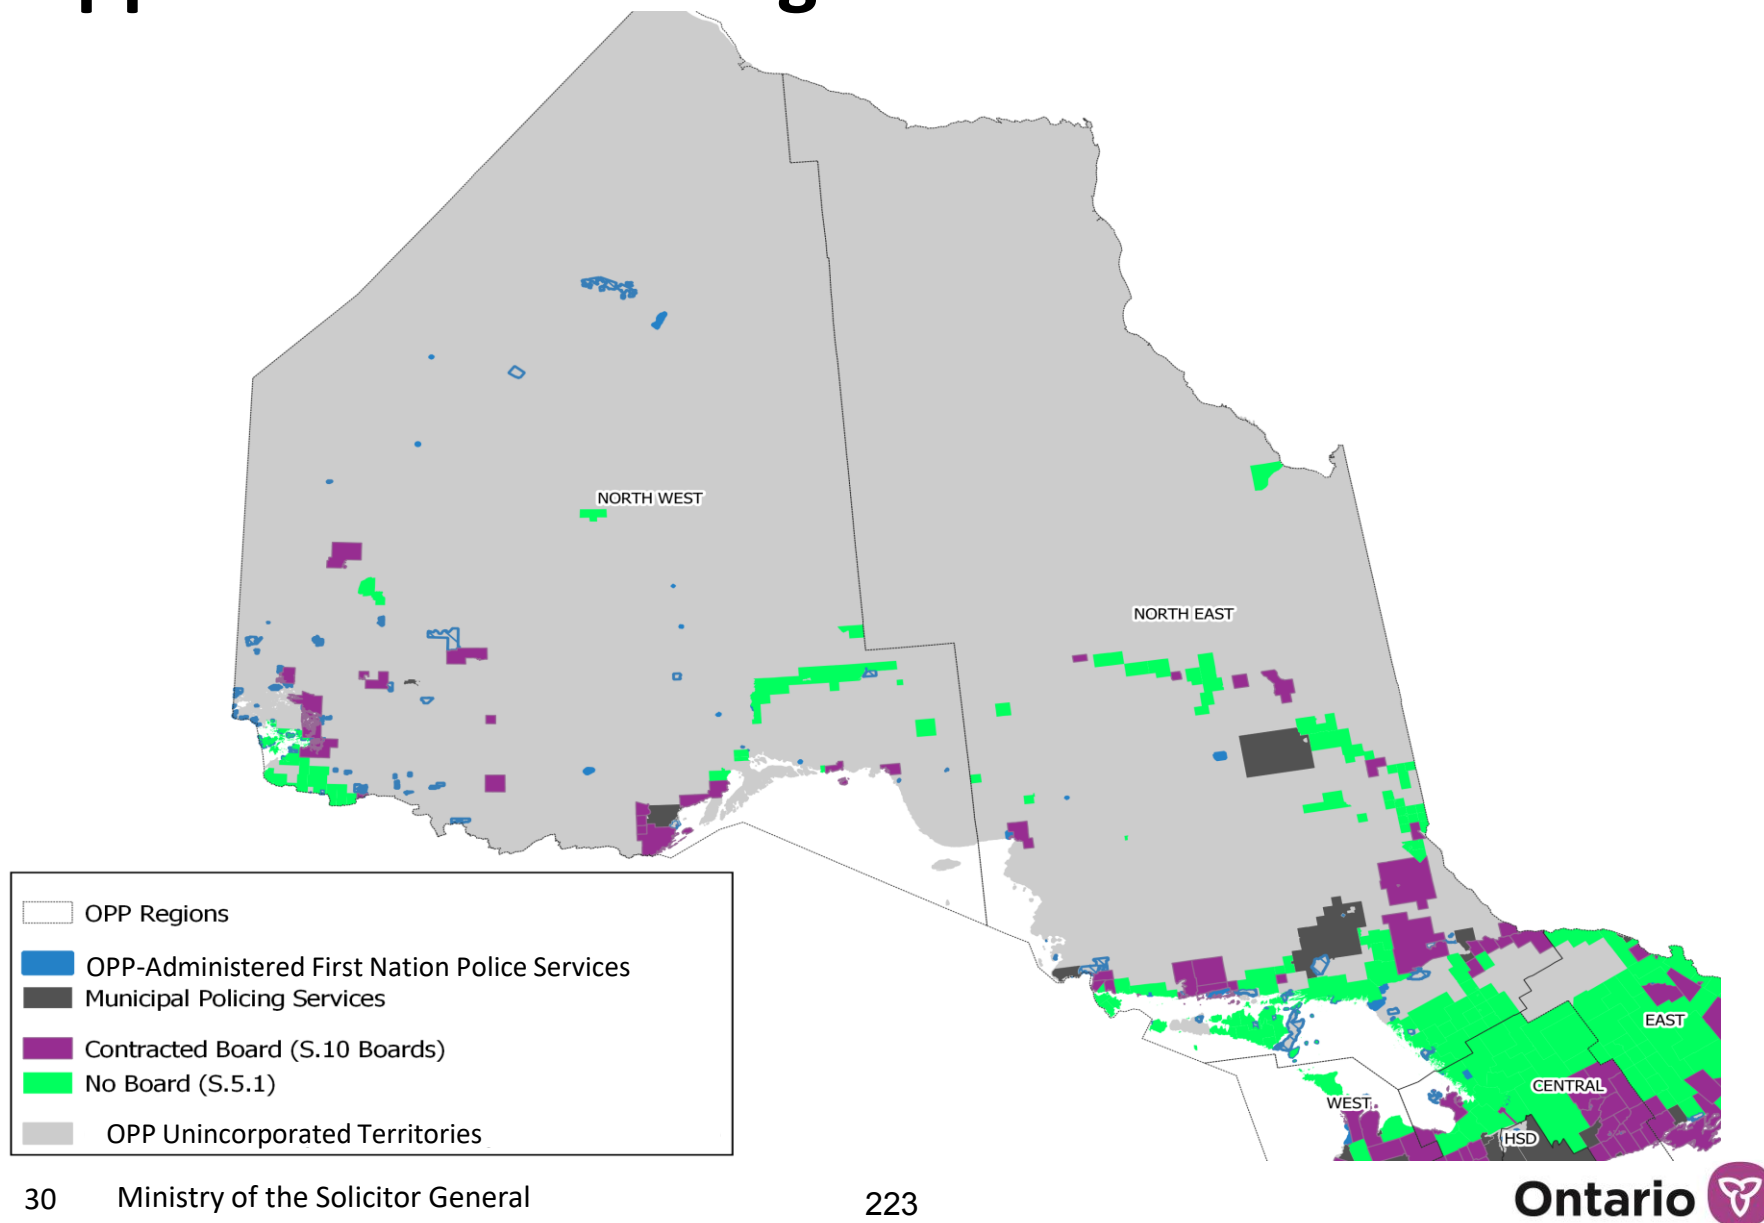 NORTH WEST
NORTH EAST
EAST
CENTRAL
WEST
HSD
OPP Regions
OPP-Administered First Nation Police Services
Municipal Policing Services
Contracted Board (S.10 Boards)
No Board (S.5.1)
OPP Unincorporated Territories
30 Ministry of the Solicitor General 223 Ontario